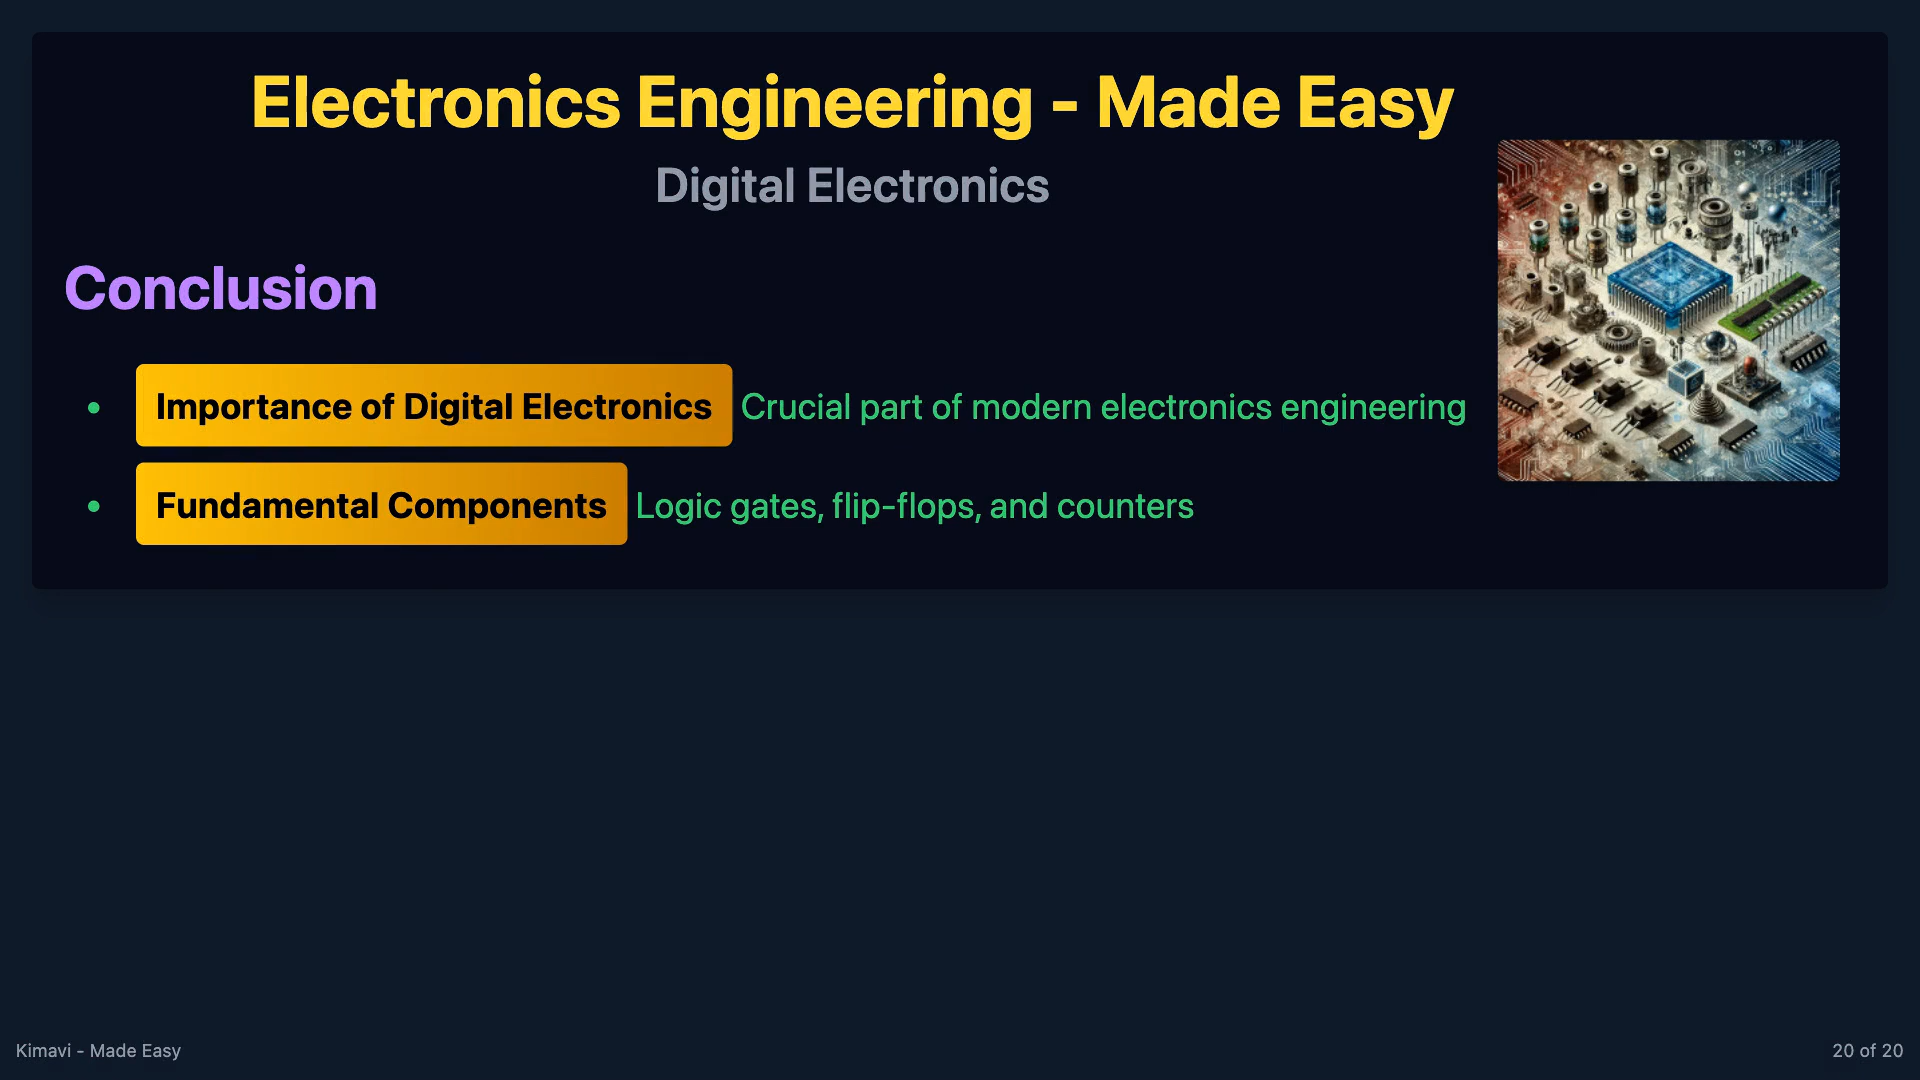 Electronics Engineering - Made Easy
Digital Electronics
Conclusion
• Importance of Digital Electronics Crucial part of modern electronics engineering
• Fundamental Components Logic gates, flip-flops, and counters
Kimavi - Made Easy
20 of 20